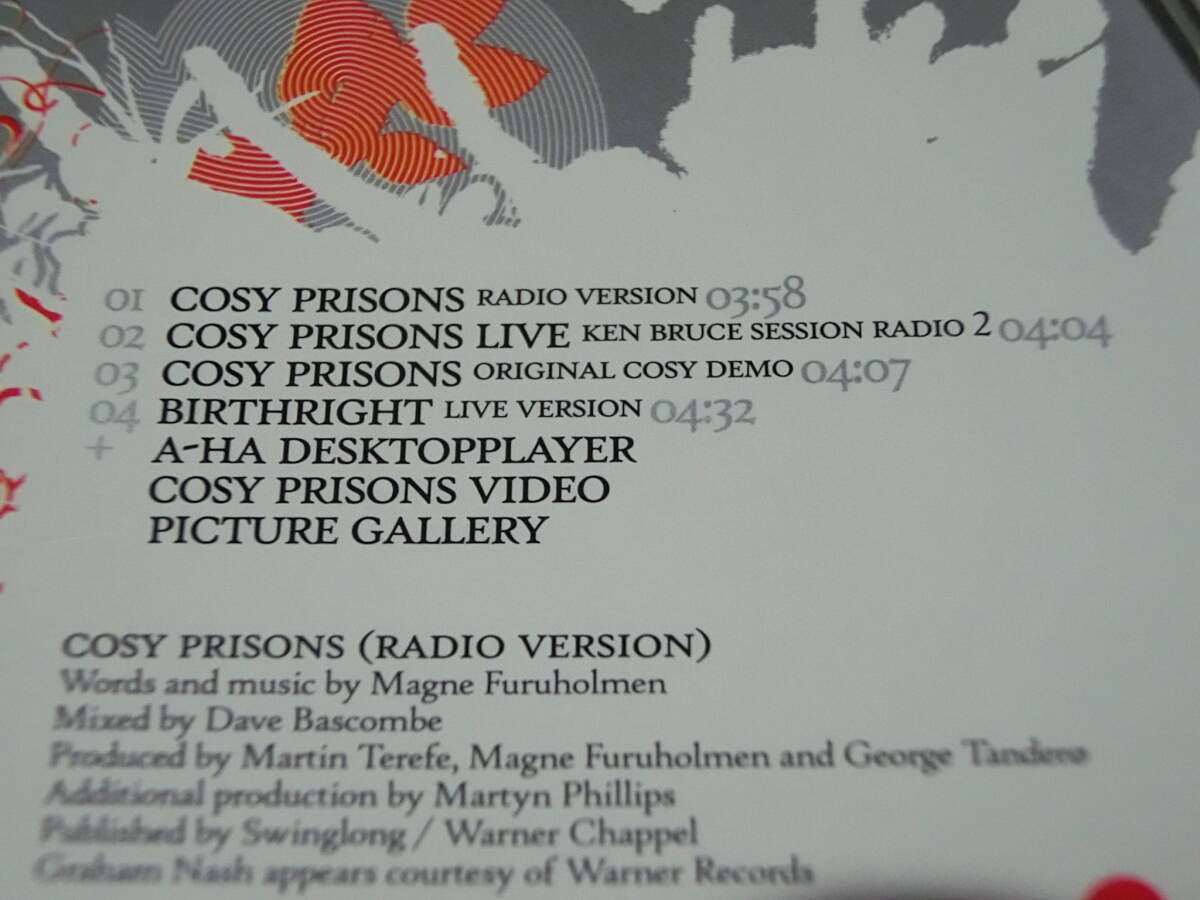 01 COSY PRISONS RADIO VERSION 03:58
02 COSY PRISONS LIVE KEN BRUCE SESSION RADIO 2 04:04
03 COSY PRISONS ORIGINAL COSY DEMO 04:07
04 BIRTHRIGHT LIVE VERSION 04:32
+ A-HA DESKTOPPLAYER
COSY PRISONS VIDEO
PICTURE GALLERY
COSY PRISONS (RADIO VERSION)
Words and music by Magne Furuholmen
Mixed by Dave Bascombe
Produced by Martin Terefe, Magne Furuholmen and George Tanderø
Additional production by Martyn Phillips
Published by Swinglong / Warner Chappel
Graham Nash appears courtesy of Warner Records